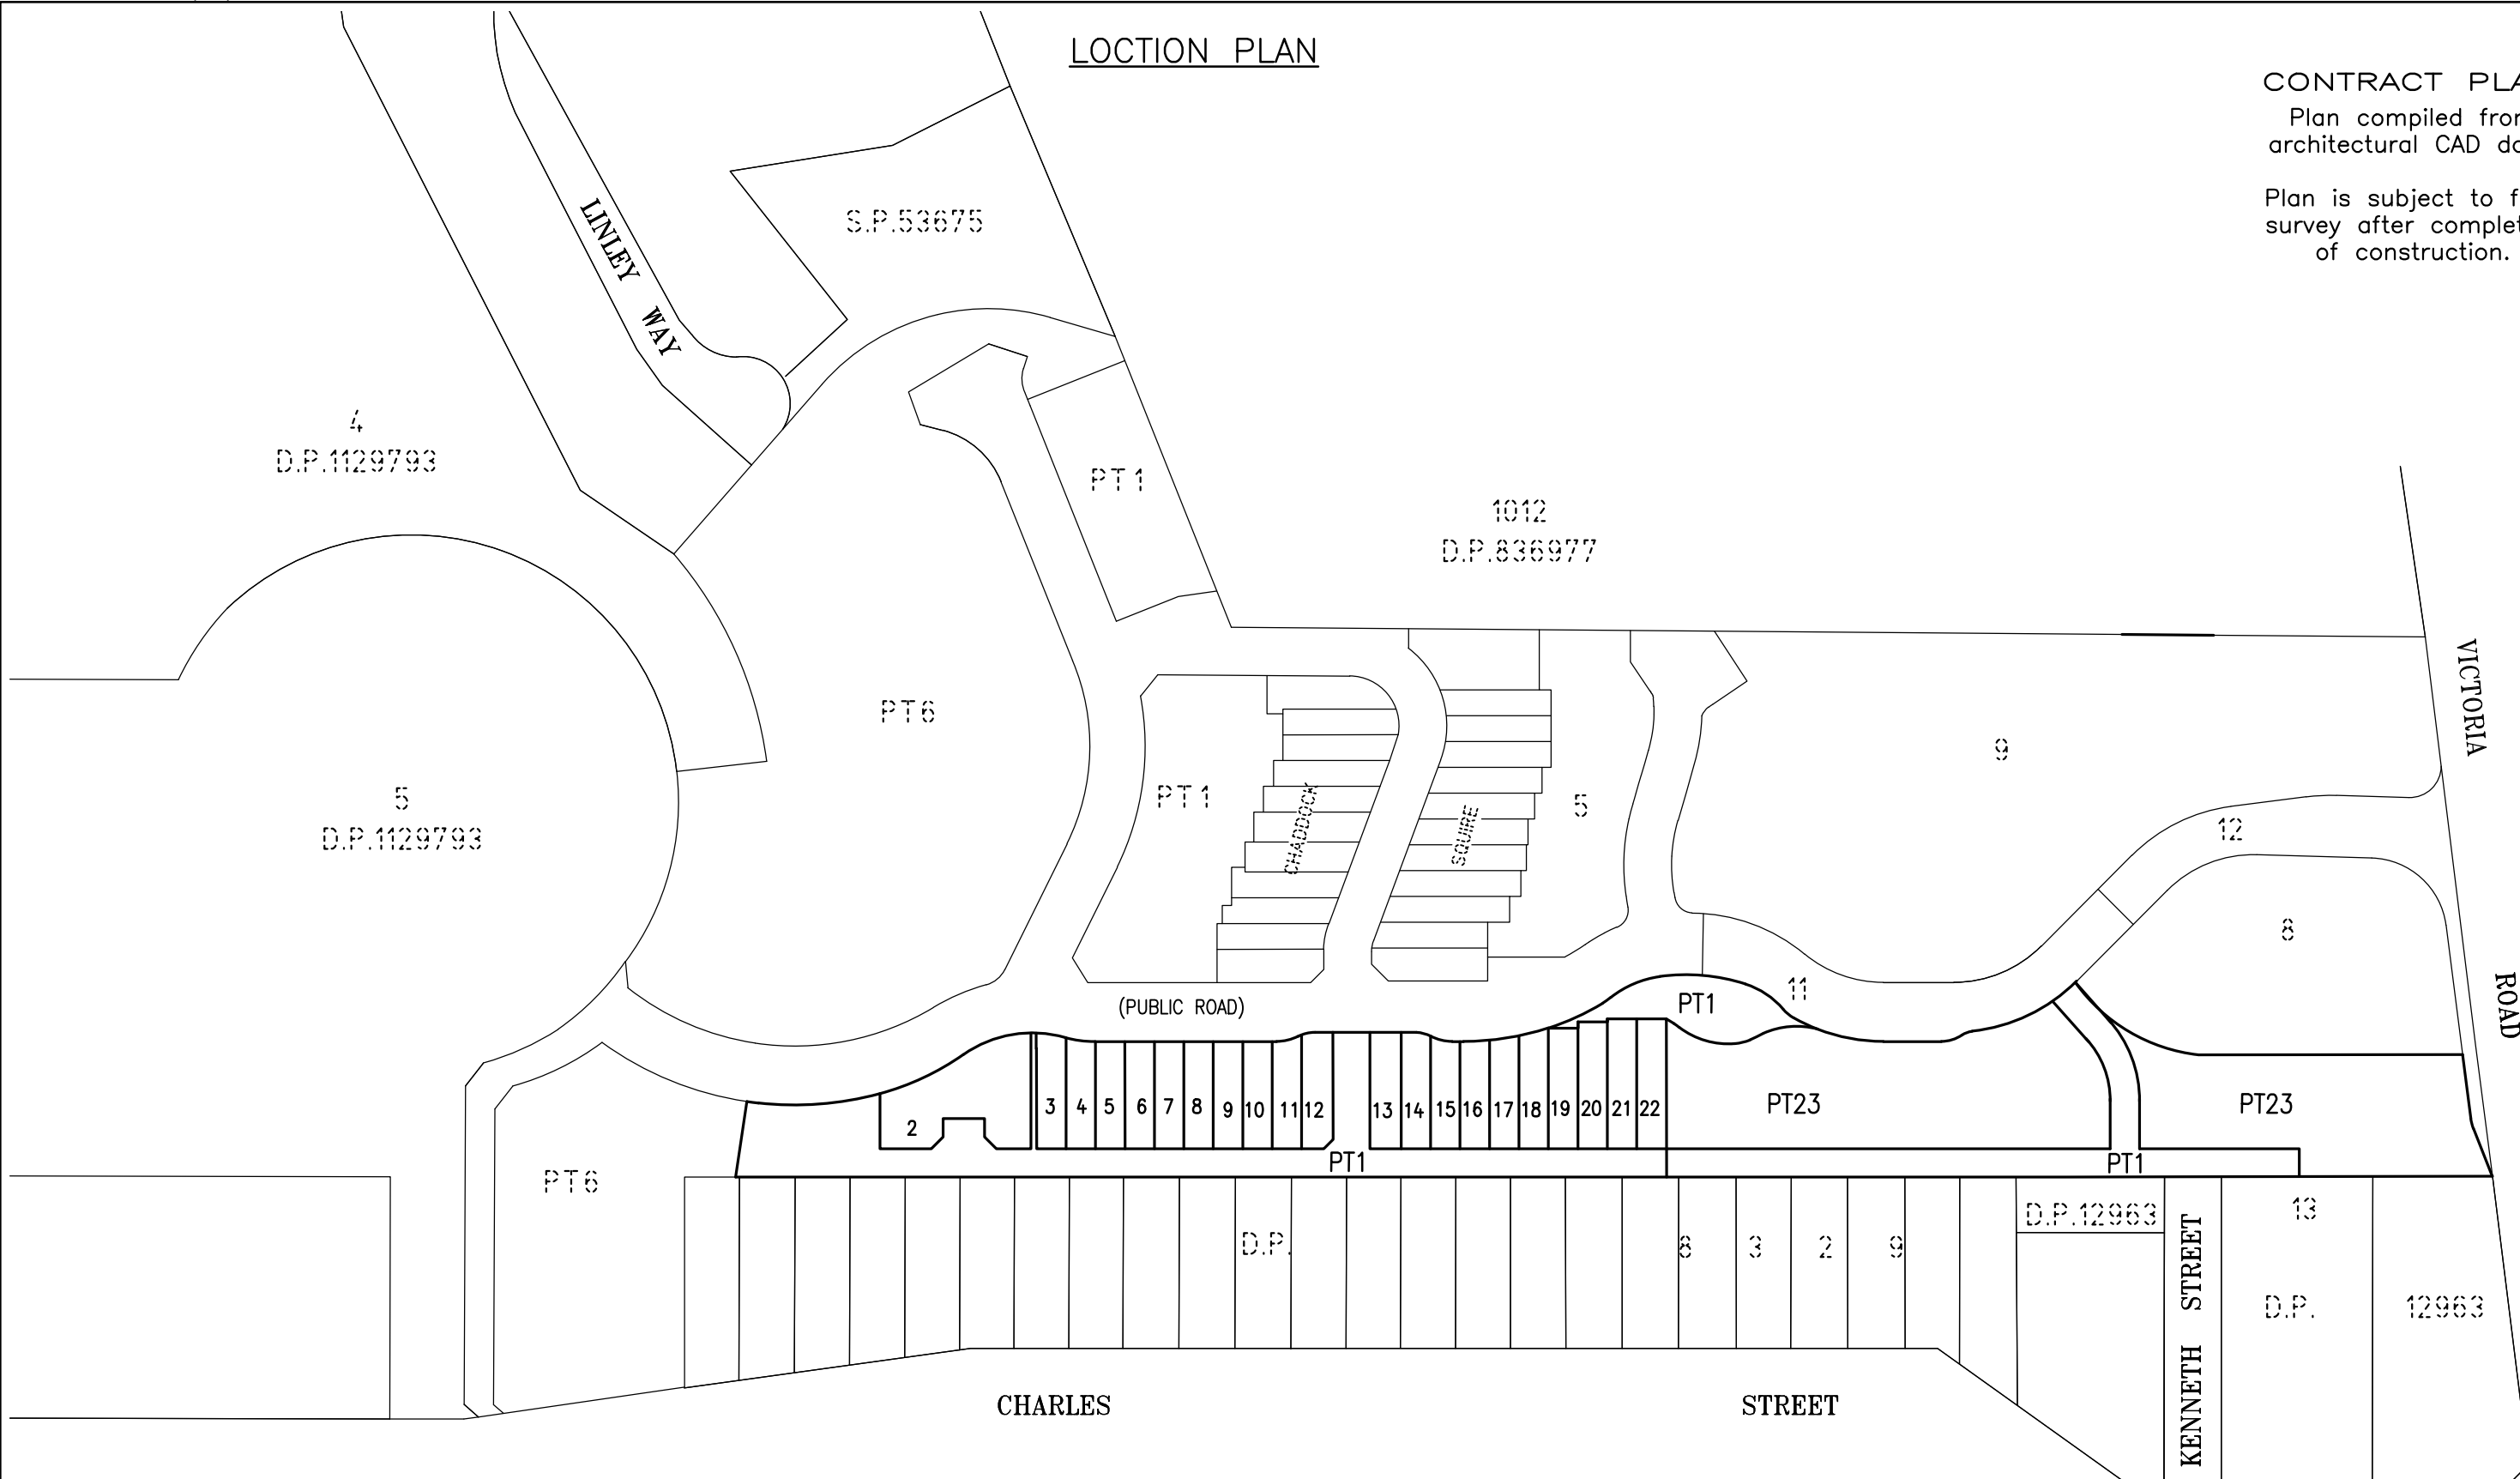 LOCTION PLAN
CONTRACT PLA
Plan compiled fro
architectural CAD da
Plan is subject to f
survey after complet
of construction.
LINLEY WAY
S.P.53675
4
D.P.1129793
PT1
1012
D.P.836977
VICTORIA
ROAD
PT6
9
5
D.P.1129793
PT1
CHADDOCK
SQUIRE
5
12
8
(PUBLIC ROAD)
PT1
11
2
3 4 5 6 7 8 9 10 11 12 13 14 15 16 17 18 19 20 21 22
PT23
PT23
PT1
PT1
PT6
D.P. 8 3 2 9
D.P.12963
13
D.P. 12963
KENNETH STREET
CHARLES STREET